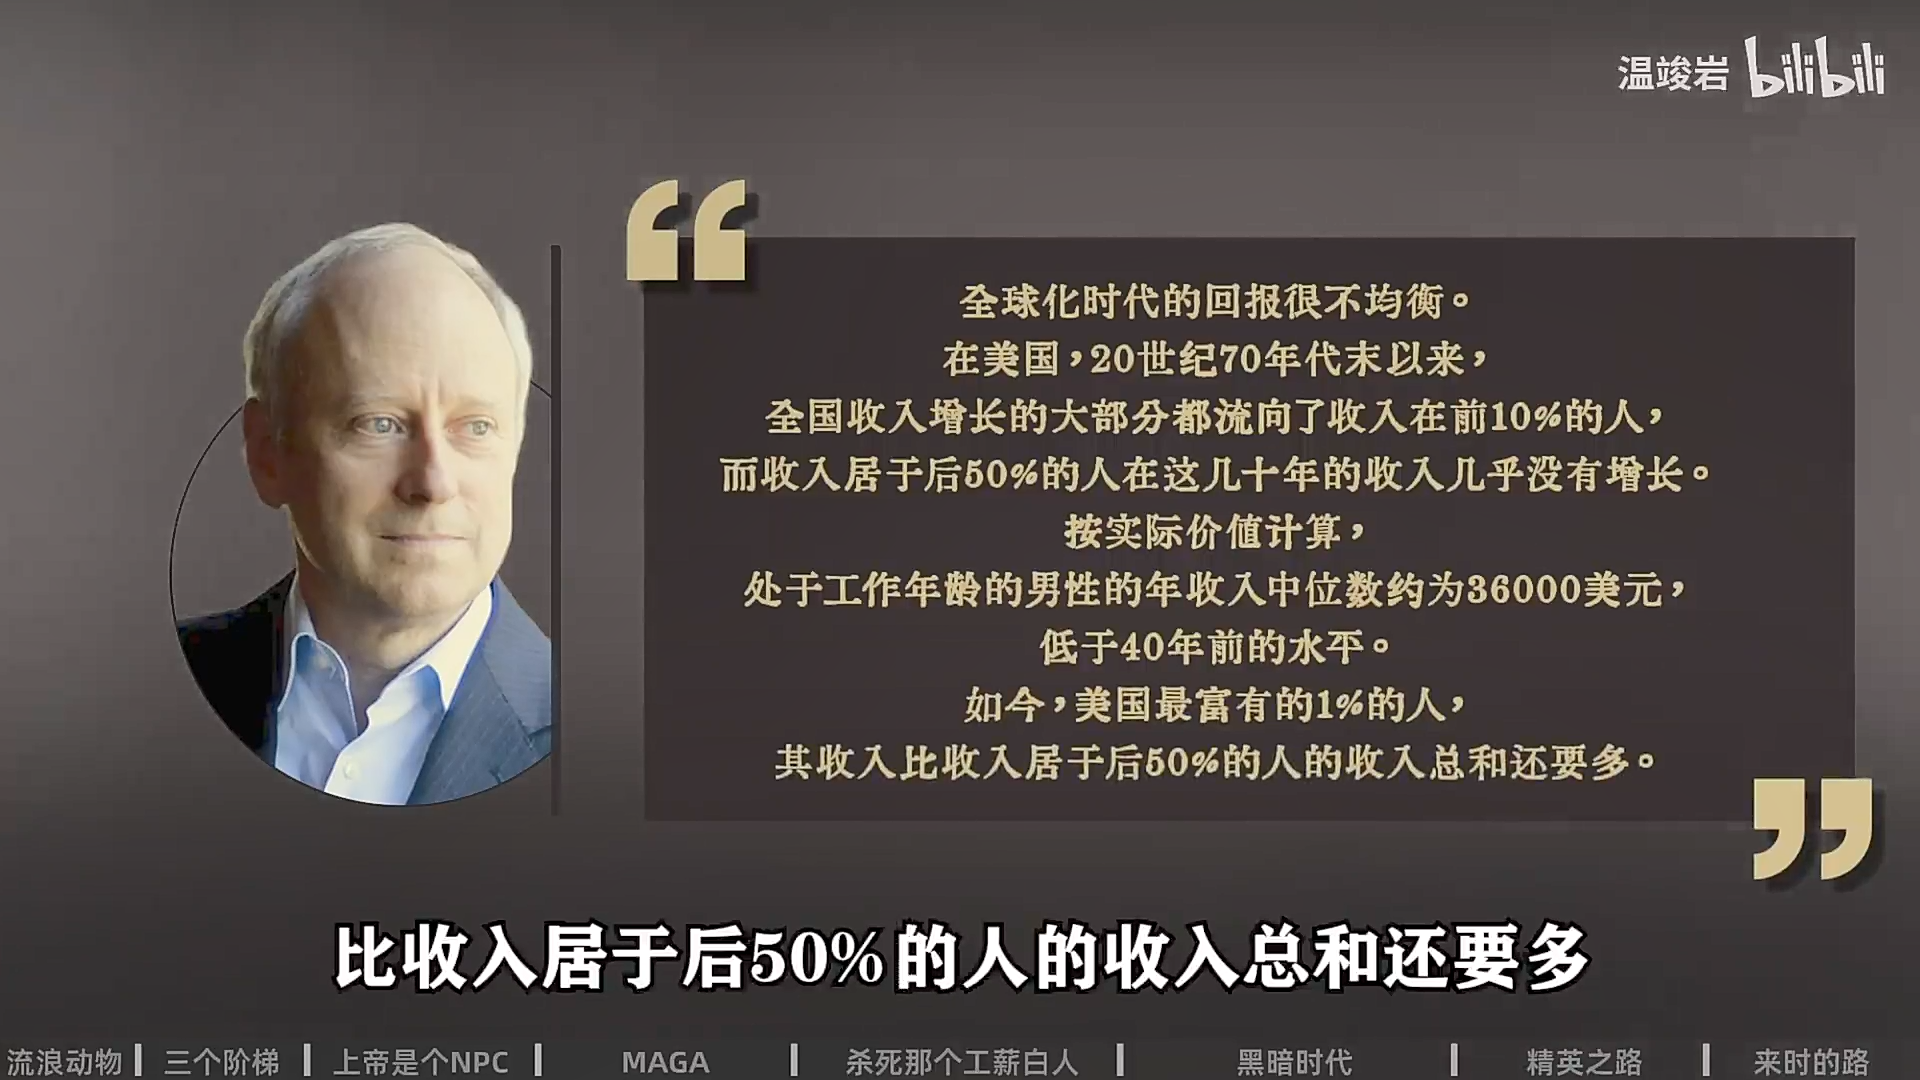 温竣岩 bilibili
全球化时代的回报很不均衡。
在美国，20世纪70年代末以来，
全国收入增长的大部分都流向了收入在前10%的人，
而收入居于后50%的人在这几十年的收入几乎没有增长。
按实际价值计算，
处于工作年龄的男性的年收入中位数约为36000美元，
低于40年前的水平。
如今，美国最富有的1%的人，
其收入比收入居于后50%的人的收入总和还要多。
比收入居于后50%的人的收入总和还要多
流浪动物 三个阶梯 上帝是个NPC MAGA 杀死那个工薪白人 黑暗时代 精英之路 来时的路